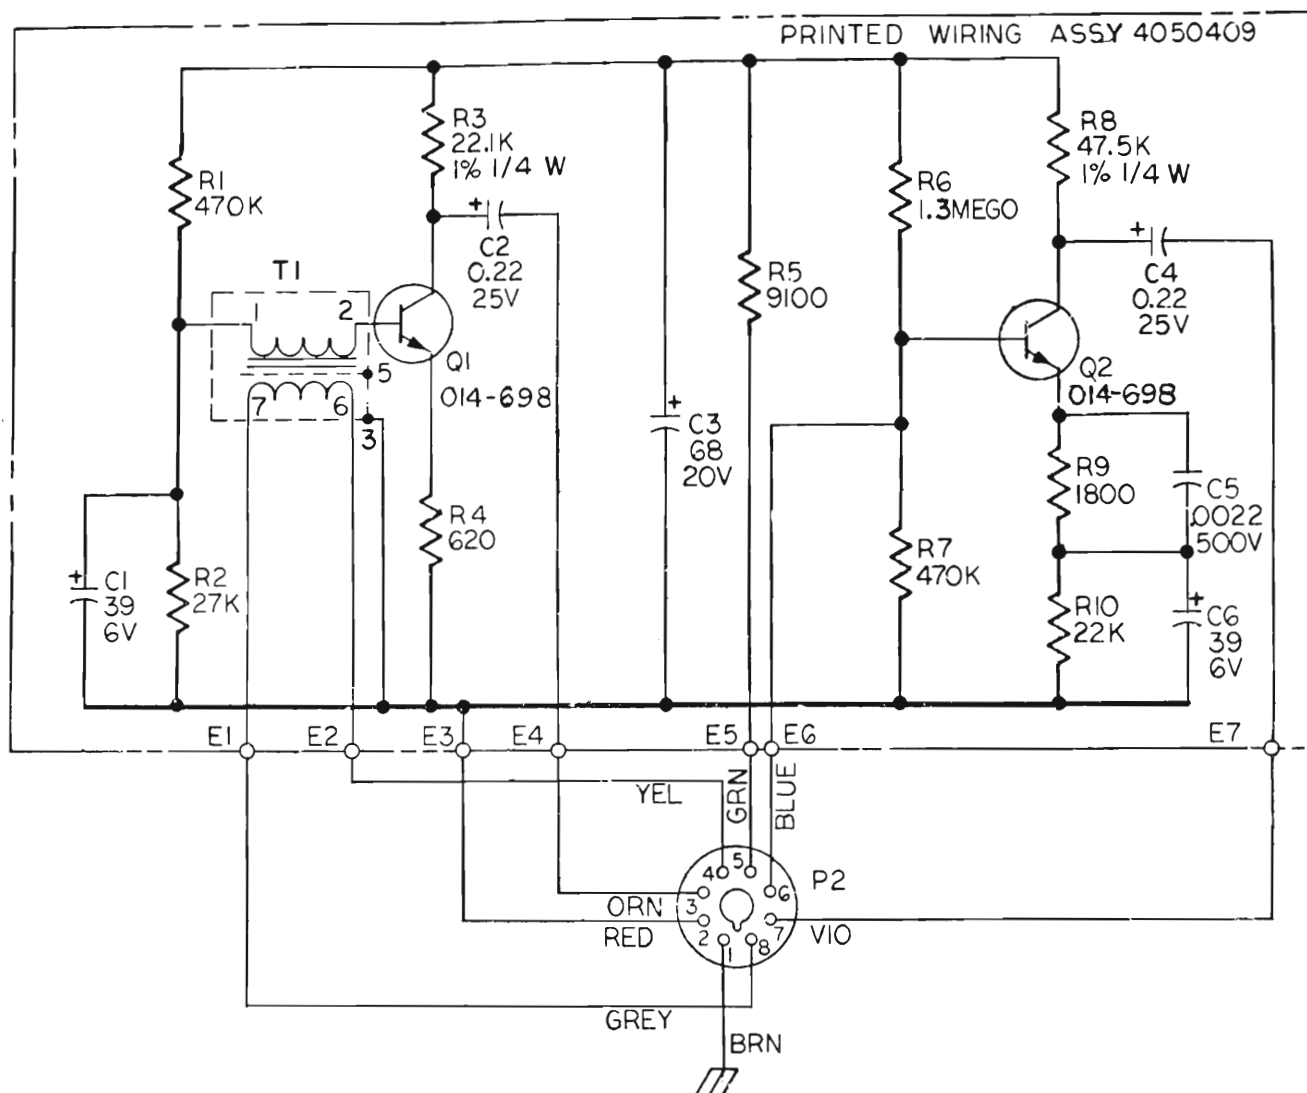 PRINTED WIRING ASSY 4050409
R1
470K
R3
22.1K
1% 1/4 W
+
C2
0.22
25V
T1
1
2
5
7
6
3
Q1
014-698
R4
620
+
C1
39
6V
R2
27K
+
C3
68
20V
R5
9100
R6
1.3MEGO
R7
470K
R8
47.5K
1% 1/4 W
+
C4
0.22
25V
Q2
014-698
R9
1800
C5
.0022
500V
R10
22K
+
C6
39
6V
E1
E2
E3
E4
E5
E6
E7
YEL
GRN
BLUE
ORN
RED
GREY
BRN
VIO
P2
4
5
3
6
2
7
1
8